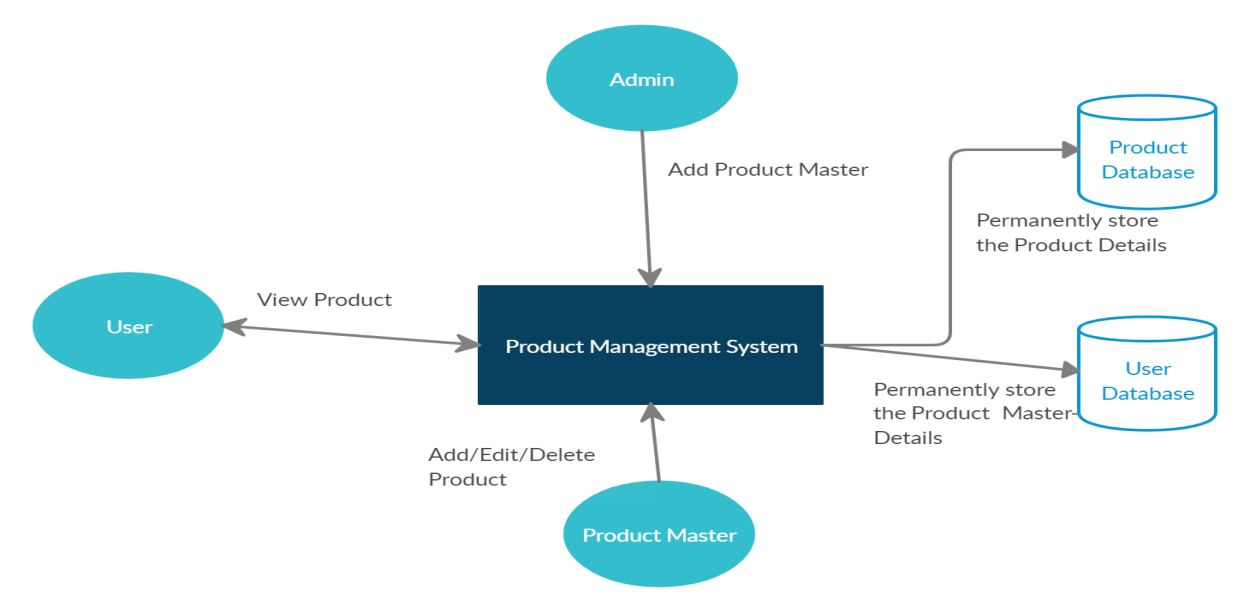 Admin
Add Product Master
Product
Database
Permanently store
the Product Details
User
View Product
Product Management System
User
Database
Permanently store
the Product  Master-
Details
Add/Edit/Delete
Product
Product Master